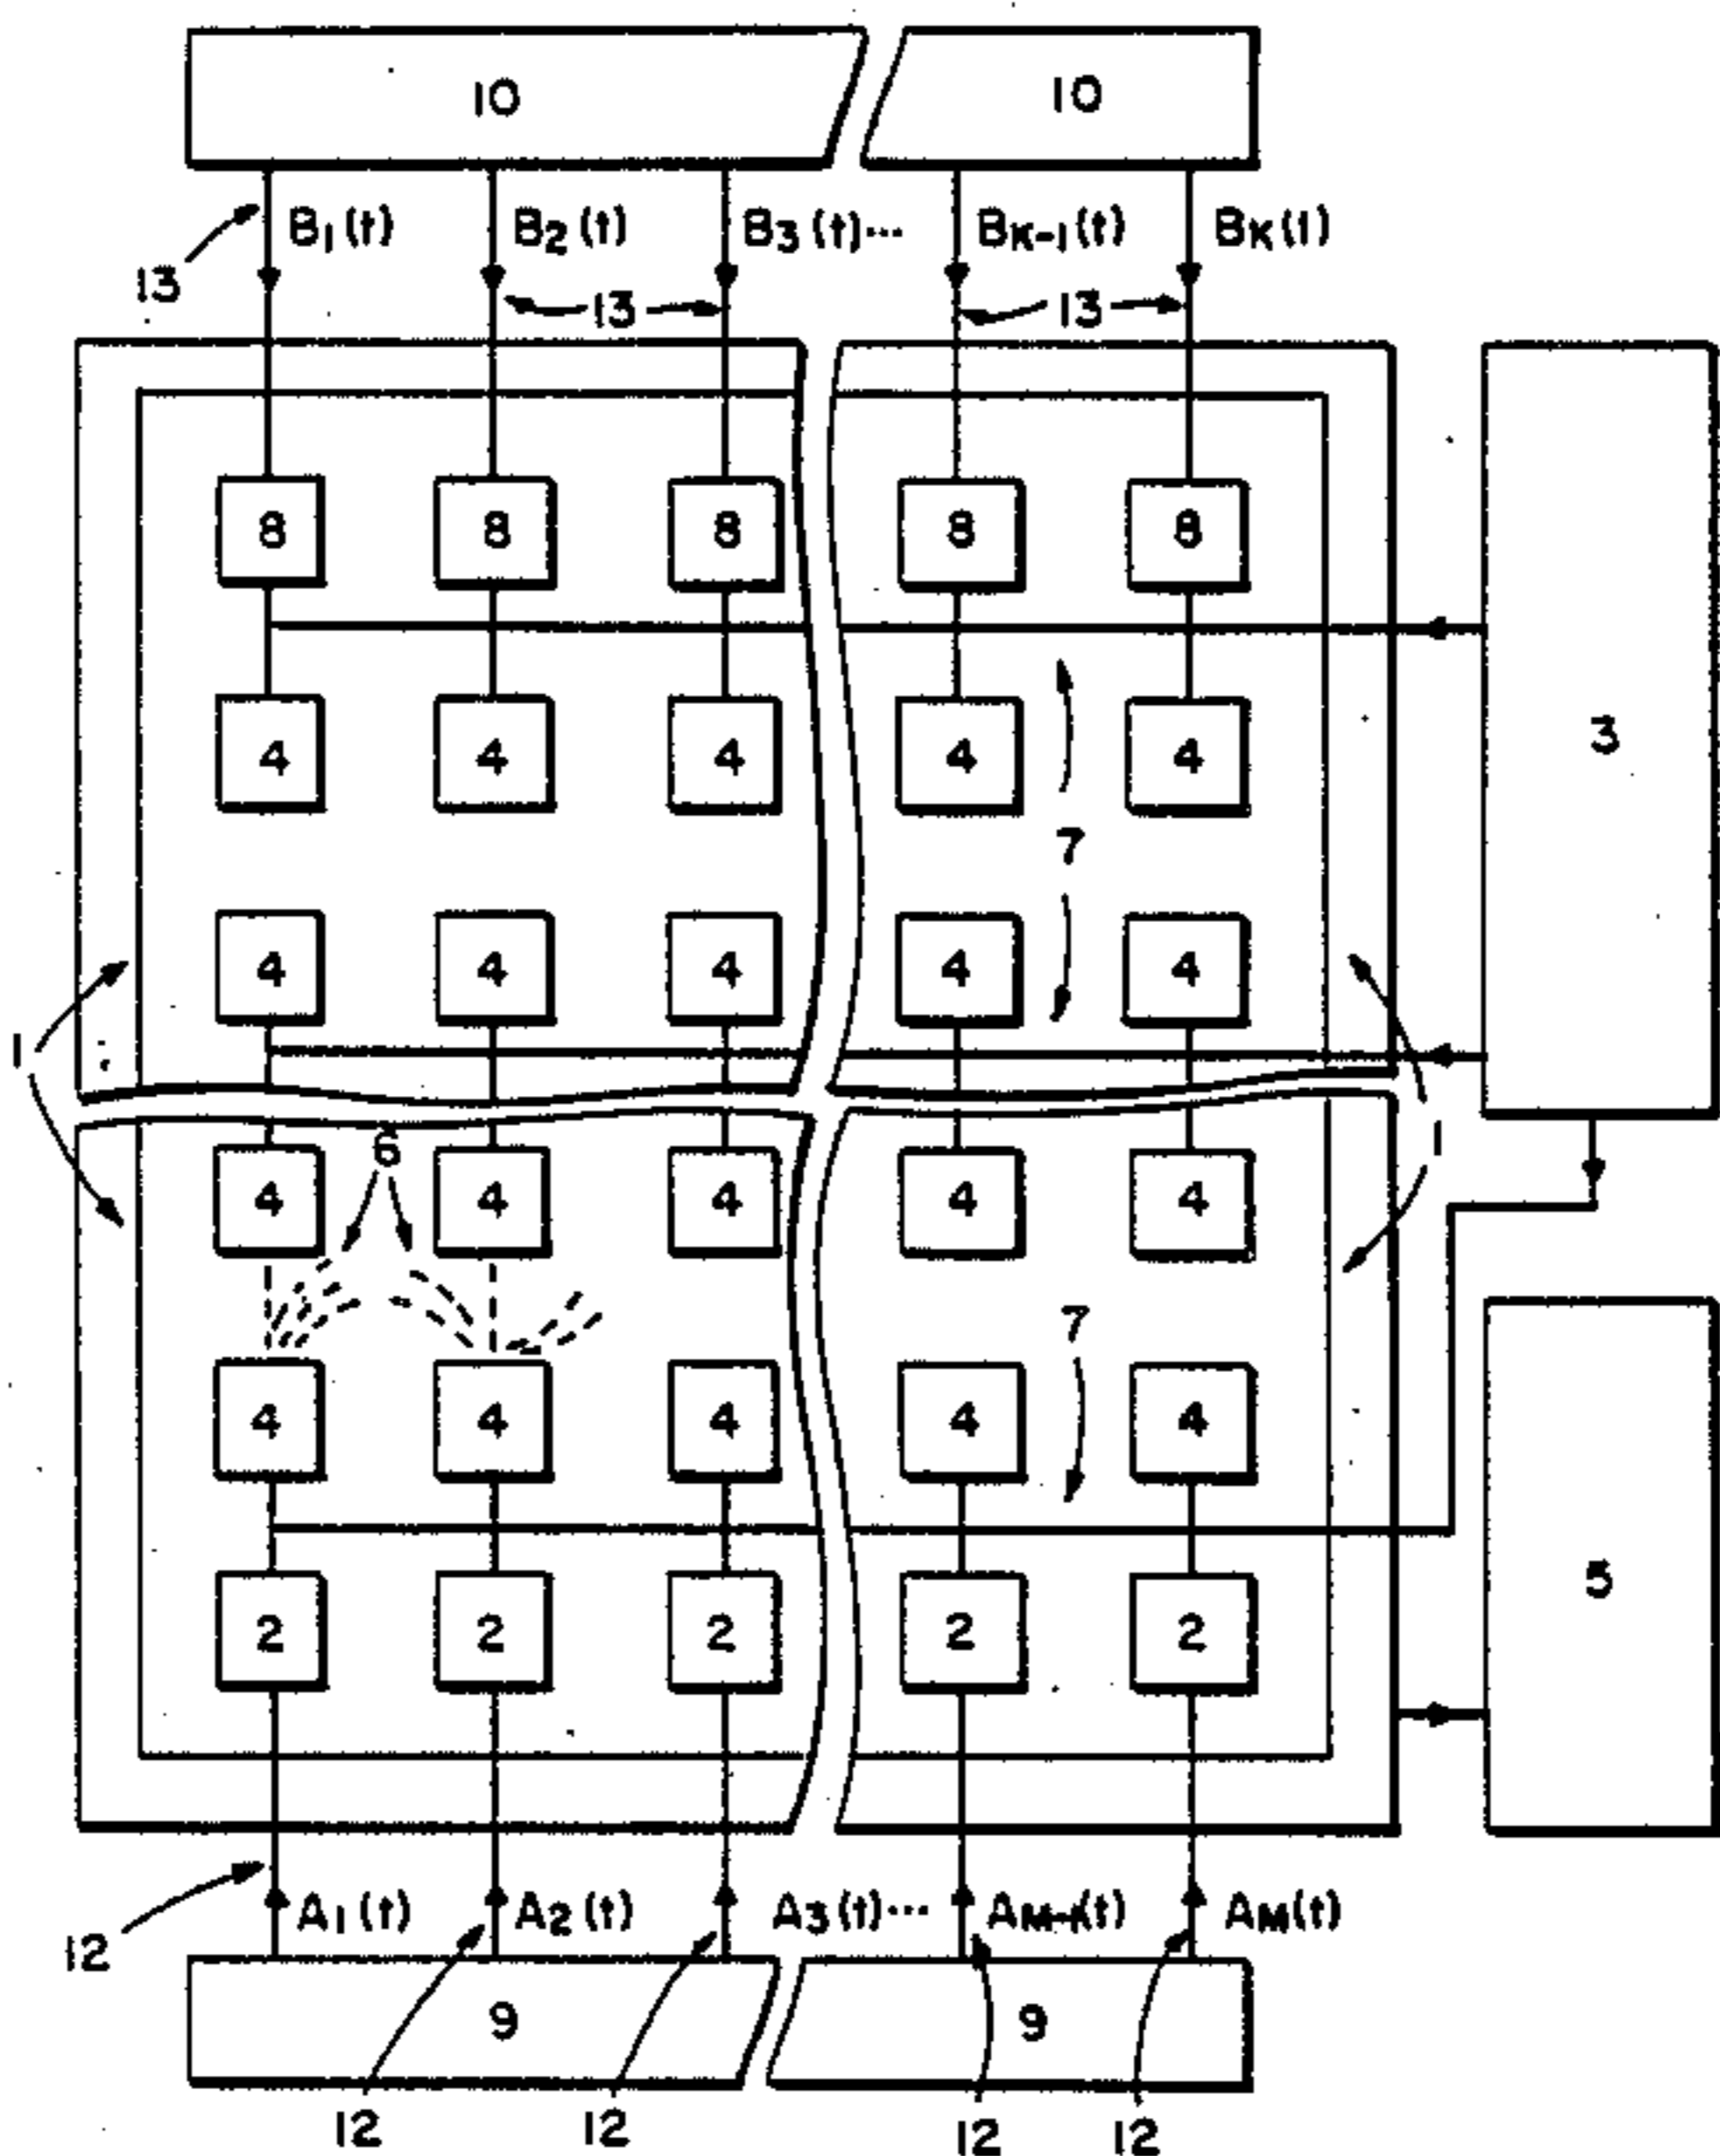 10 10
B1(t) B2(t) B3(t)··· BK-1(t) BK(t)
13 13 13
8 8 8 8 8
4 4 4 4 4
3
7
4 4 4 4 4
1 1
6
4 4 4 4 4
7
4 4 4 4 4
5
2 2 2 2 2
A1(t) A2(t) A3(t)··· AM-1(t) AM(t)
12
9 9
12 12 12 12